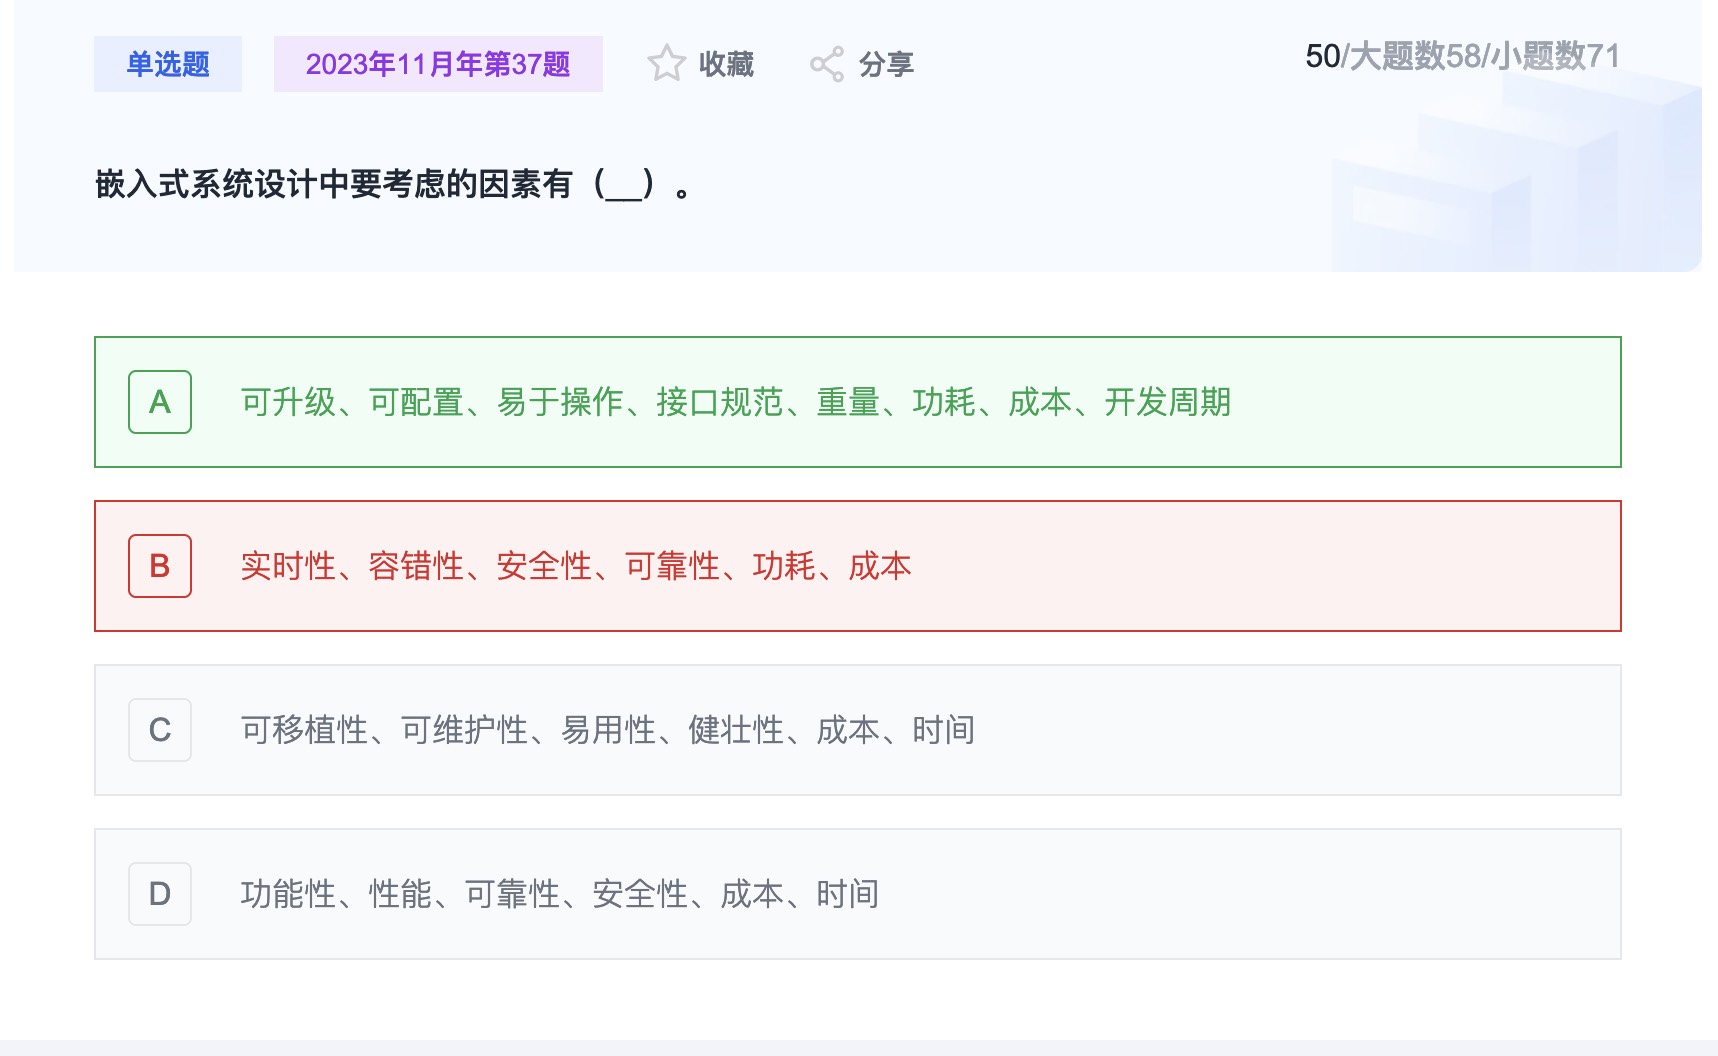 单选题 2023年11月年第37题 收藏 分享 50/大题数58/小题数71
嵌入式系统设计中要考虑的因素有（__）。
A 可升级、可配置、易于操作、接口规范、重量、功耗、成本、开发周期
B 实时性、容错性、安全性、可靠性、功耗、成本
C 可移植性、可维护性、易用性、健壮性、成本、时间
D 功能性、性能、可靠性、安全性、成本、时间